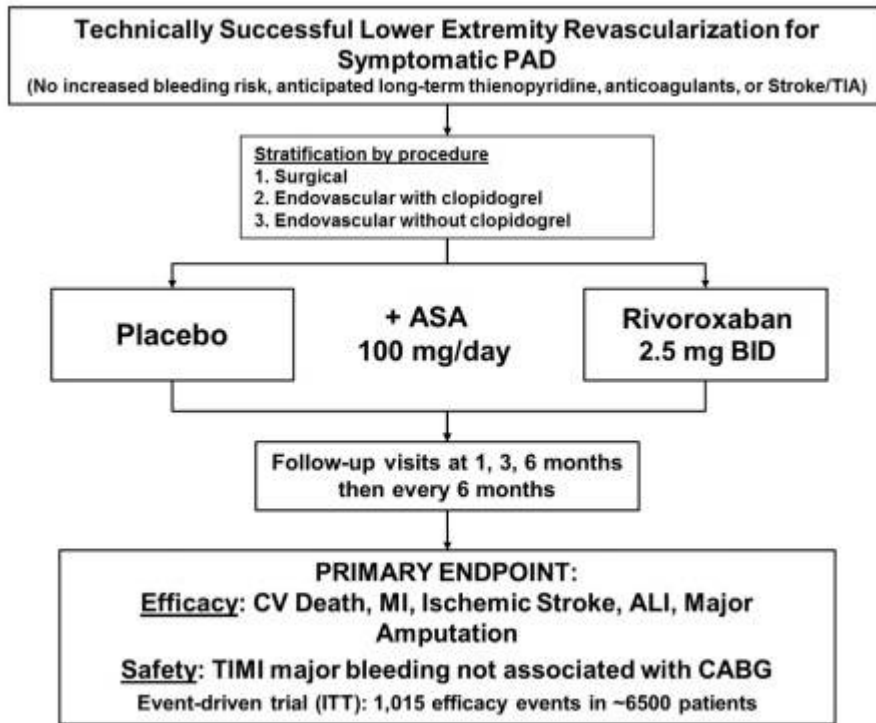 Technically Successful Lower Extremity Revascularization for
Symptomatic PAD
(No increased bleeding risk, anticipated long-term thienopyridine, anticoagulants, or Stroke/TIA)
Stratification by procedure
1. Surgical
2. Endovascular with clopidogrel
3. Endovascular without clopidogrel
Placebo
+ ASA
100 mg/day
Rivoroxaban
2.5 mg BID
Follow-up visits at 1, 3, 6 months
then every 6 months
PRIMARY ENDPOINT:
Efficacy: CV Death, MI, Ischemic Stroke, ALI, Major
Amputation
Safety: TIMI major bleeding not associated with CABG
Event-driven trial (ITT): 1,015 efficacy events in ~6500 patients